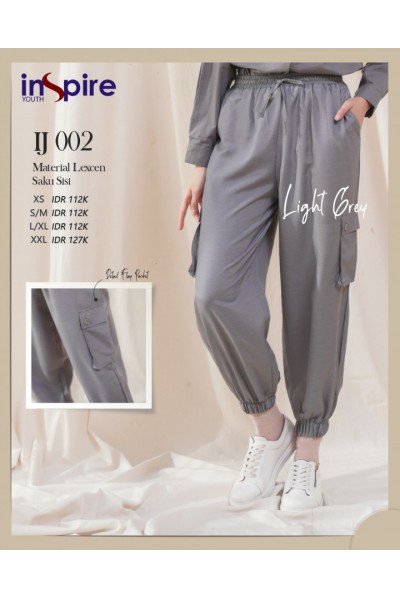 inspire
YOUTH
IJ 002
Material Lexcen
Saku Sisi
XS IDR 112K
S/M IDR 112K
L/XL IDR 112K
XXL IDR 127K
Light Grey
Detail Flap Pocket